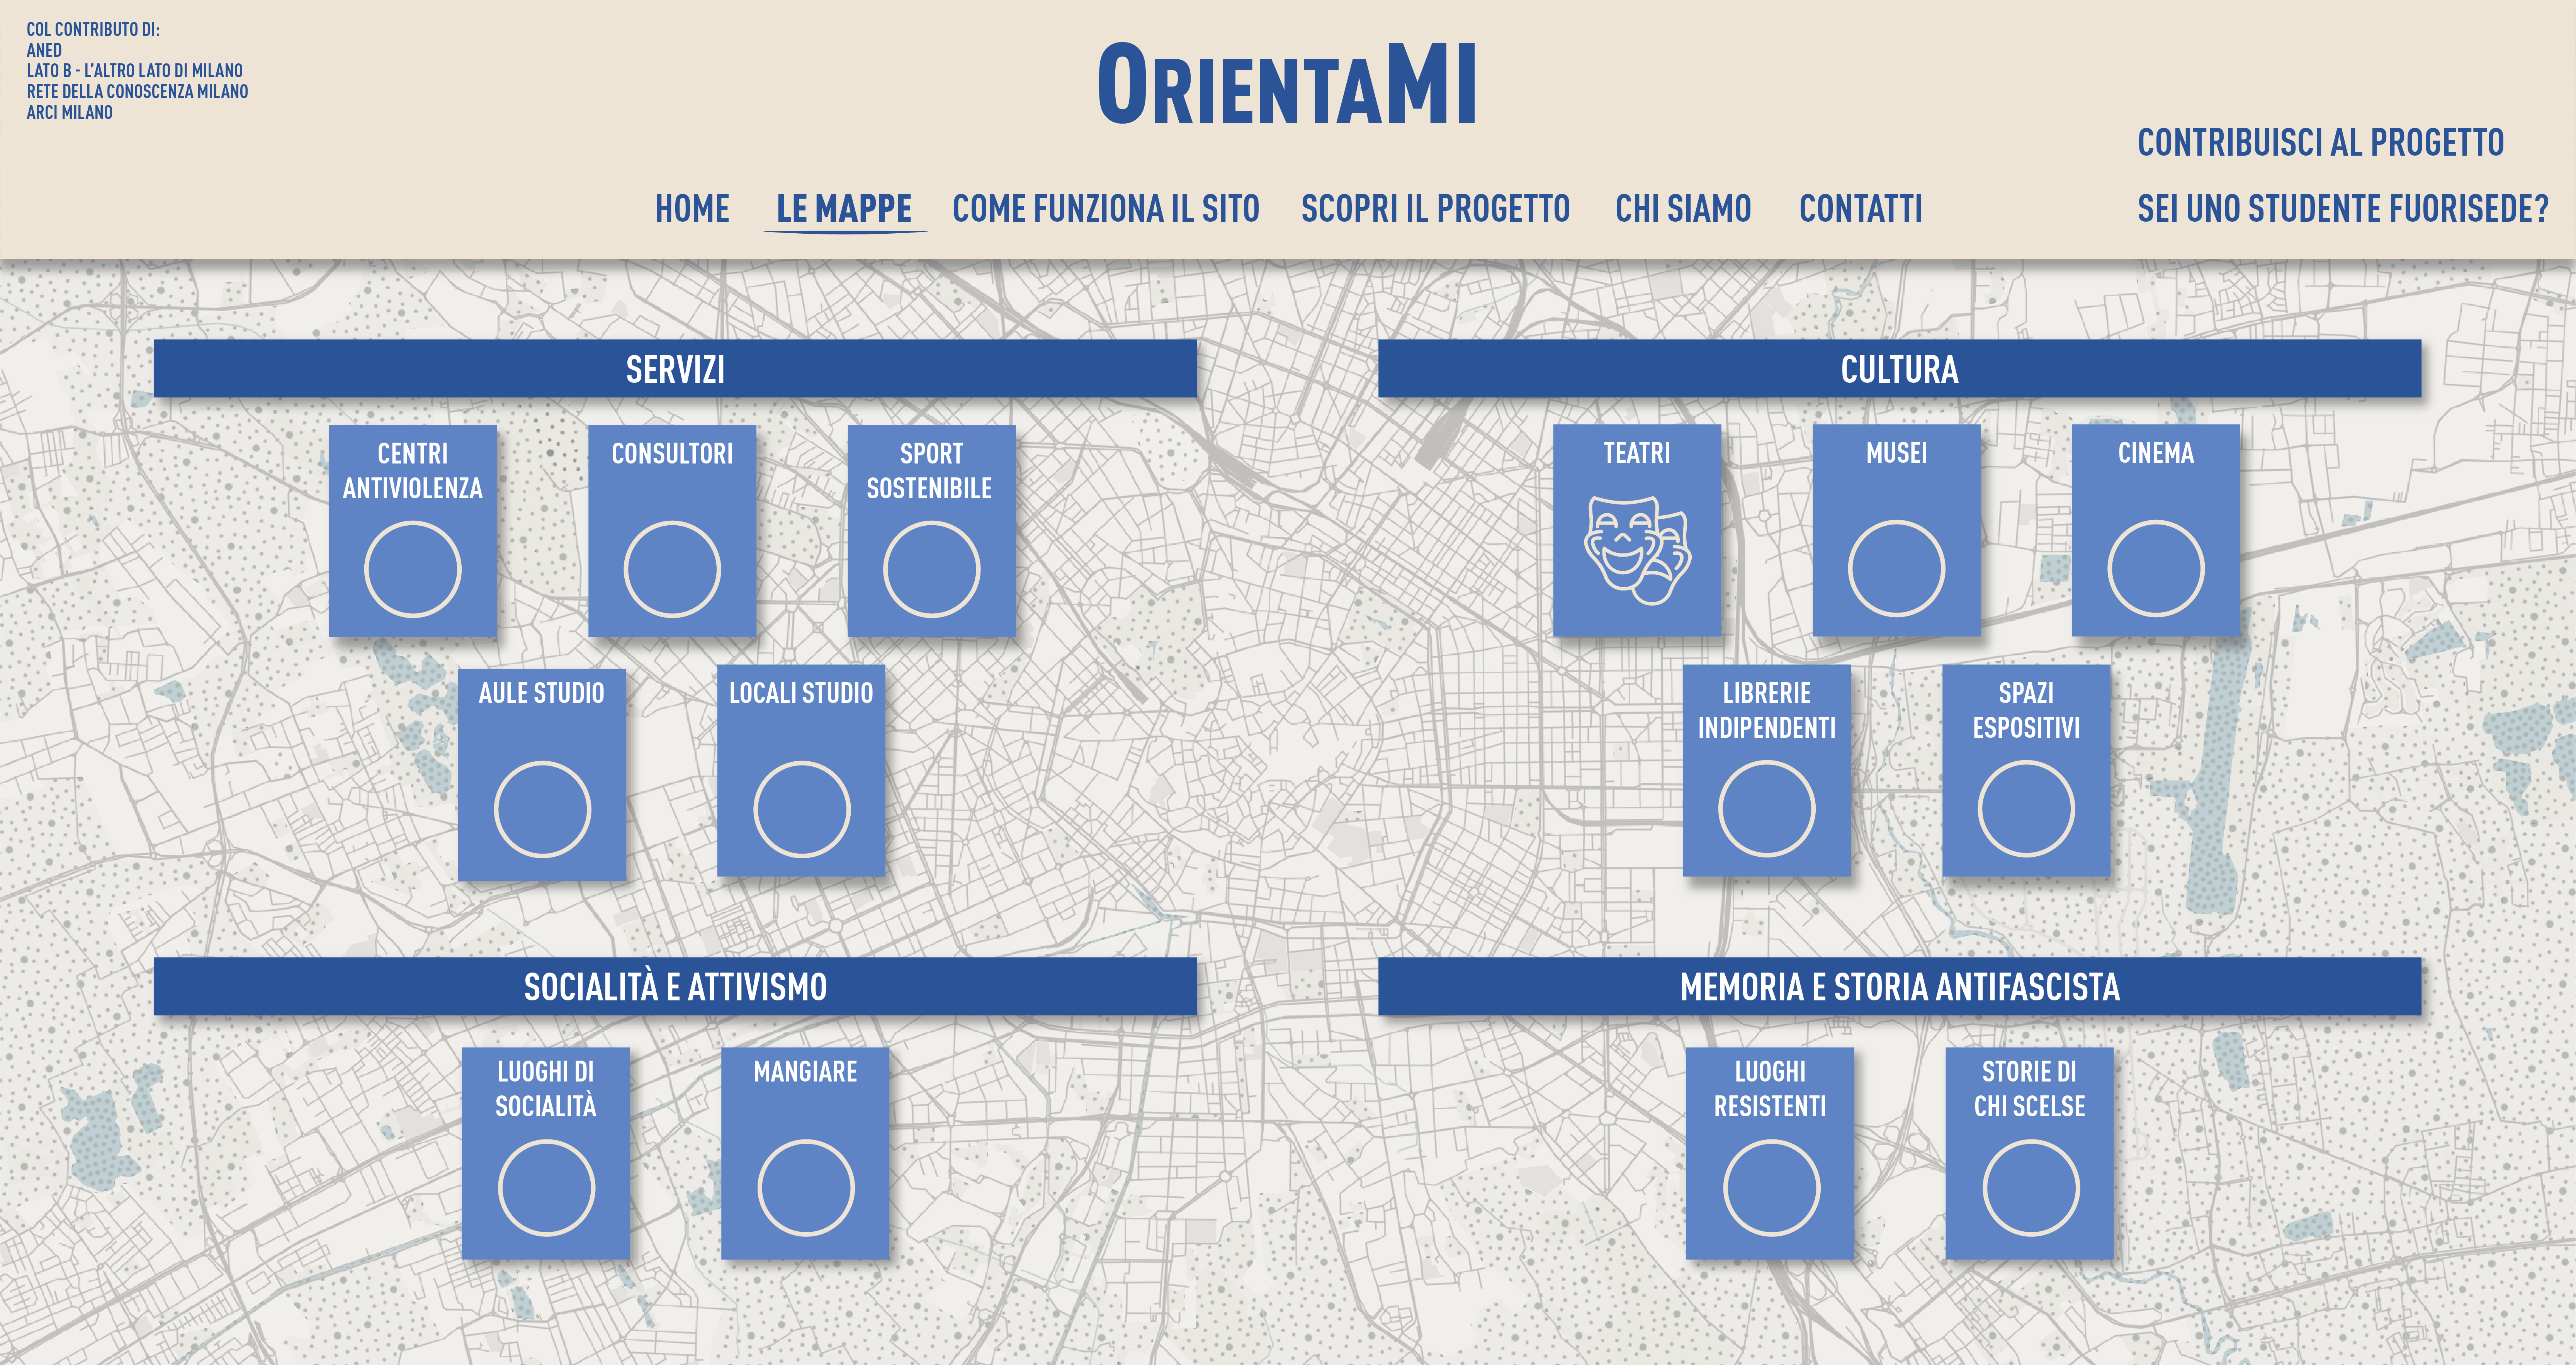 COL CONTRIBUTO DI:
ANED
LATO B - L'ALTRO LATO DI MILANO
RETE DELLA CONOSCENZA MILANO
ARCI MILANO
ORIENTAMI
CONTRIBUISCI AL PROGETTO
HOME LE MAPPE COME FUNZIONA IL SITO SCOPRI IL PROGETTO CHI SIAMO CONTATTI
SEI UNO STUDENTE FUORISEDE?
SERVIZI
CENTRI
ANTIVIOLENZA
CONSULTORI
SPORT
SOSTENIBILE
AULE STUDIO
LOCALI STUDIO
CULTURA
TEATRI
MUSEI
CINEMA
LIBRERIE
INDIPENDENTI
SPAZI
ESPOSITIVI
SOCIALITÀ E ATTIVISMO
LUOGHI DI
SOCIALITÀ
MANGIARE
MEMORIA E STORIA ANTIFASCISTA
LUOGHI
RESISTENTI
STORIE DI
CHI SCELSE